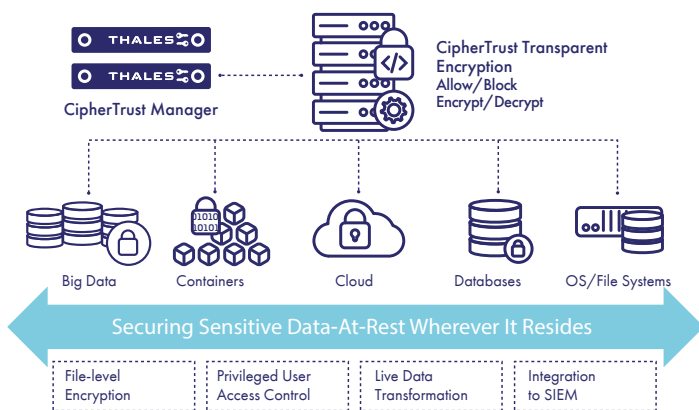 THALES
THALES
CipherTrust Manager
</>
CipherTrust Transparent
Encryption
Allow/Block
Encrypt/Decrypt
01010
10101
Big Data
Containers
Cloud
Databases
OS/File Systems
Securing Sensitive Data-At-Rest Wherever It Resides
File-level
Encryption
Privileged User
Access Control
Live Data
Transformation
Integration
to SIEM